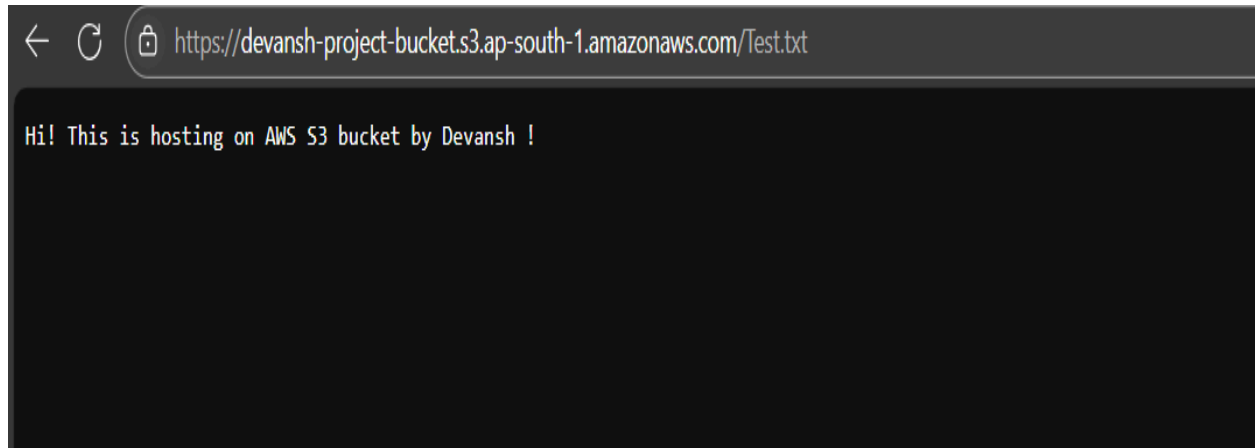 https://devansh-project-bucket.s3.ap-south-1.amazonaws.com/Test.txt
Hi! This is hosting on AWS S3 bucket by Devansh !